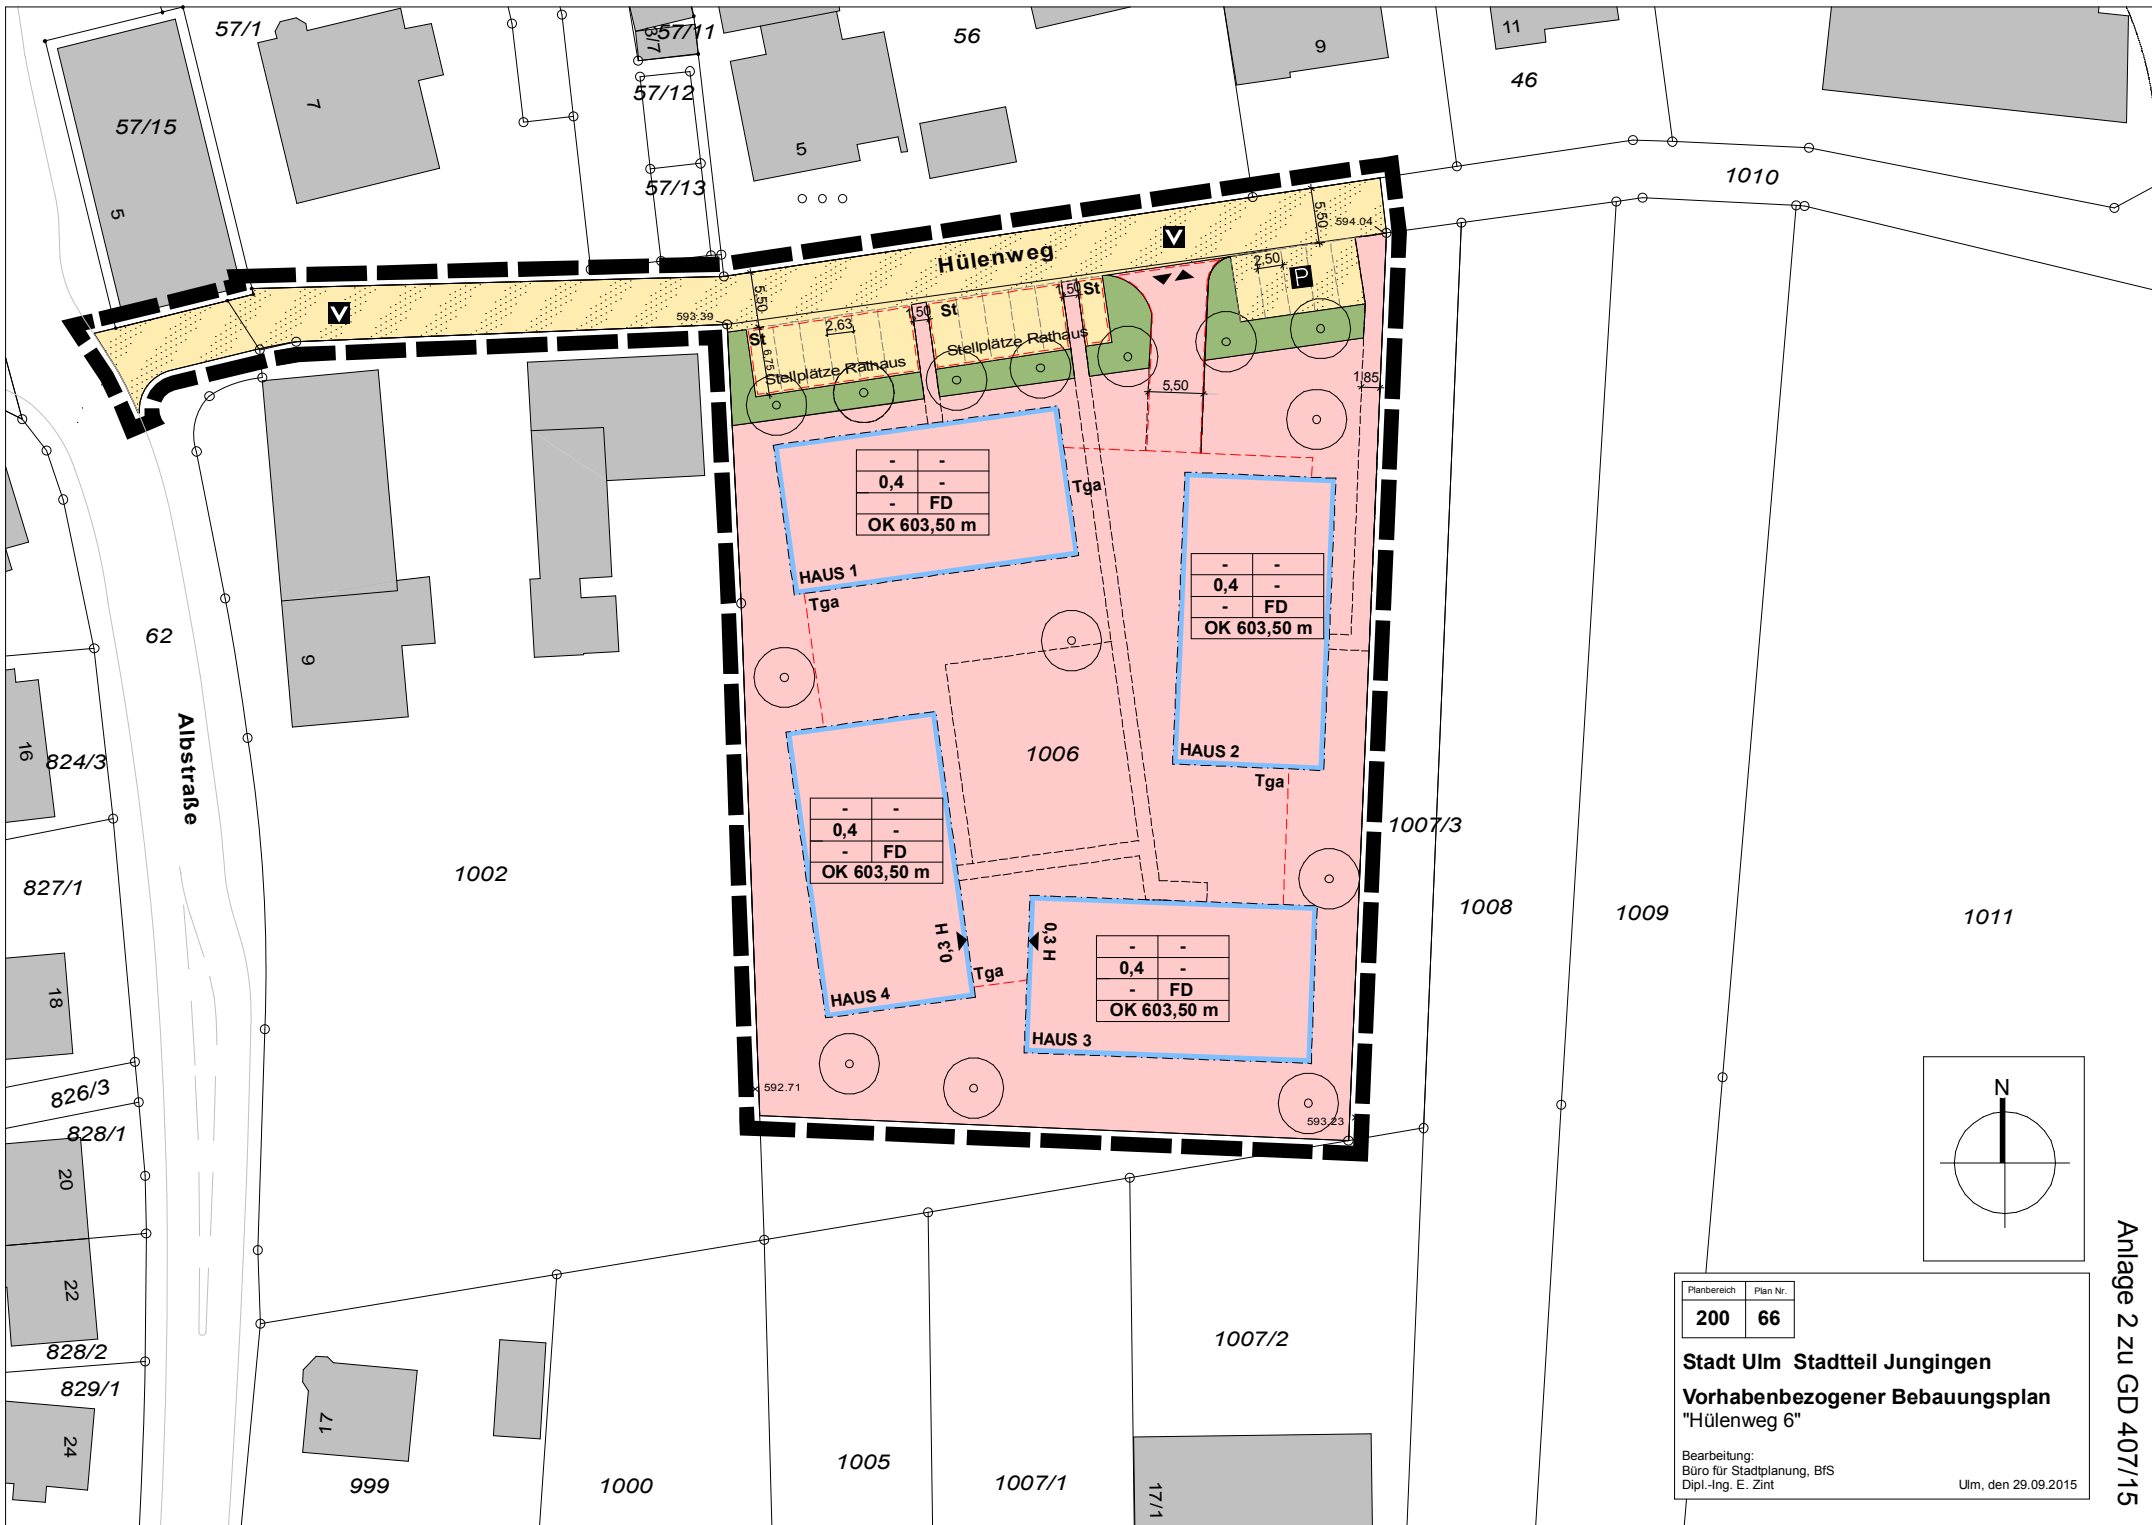 57/1
57/11
3/7
56
9
11
46
57/15
7
57/12
5
57/13
5
1010
5,50
594.04
V
Hülenweg
2,50
P
V
5,50
593.39
St
1,50
St
1,50
St
2,63
6,75
Stellplätze Rathaus
Stellplätze Rathaus
5,50
1,85
- -
0,4 -
- FD
OK 603,50 m
HAUS 1
Tga
Tga
- -
0,4 -
- FD
OK 603,50 m
HAUS 2
Tga
62
9
Albstraße
16
824/3
1006
1007/3
- -
0,4 -
- FD
OK 603,50 m
HAUS 4
0,3 H
Tga
0,3 H
- -
0,4 -
- FD
OK 603,50 m
HAUS 3
827/1
1002
1008
1009
1011
18
826/3
828/1
592.71
593.23
20
22
828/2
829/1
24
17
999
1000
1005
1007/1
1007/2
17/1
N
Planbereich Plan Nr.
200 66
Stadt Ulm Stadtteil Jungingen
Vorhabenbezogener Bebauungsplan
"Hülenweg 6"
Bearbeitung:
Büro für Stadtplanung, BfS
Dipl.-Ing. E. Zint
Ulm, den 29.09.2015
Anlage 2 zu GD 407/15